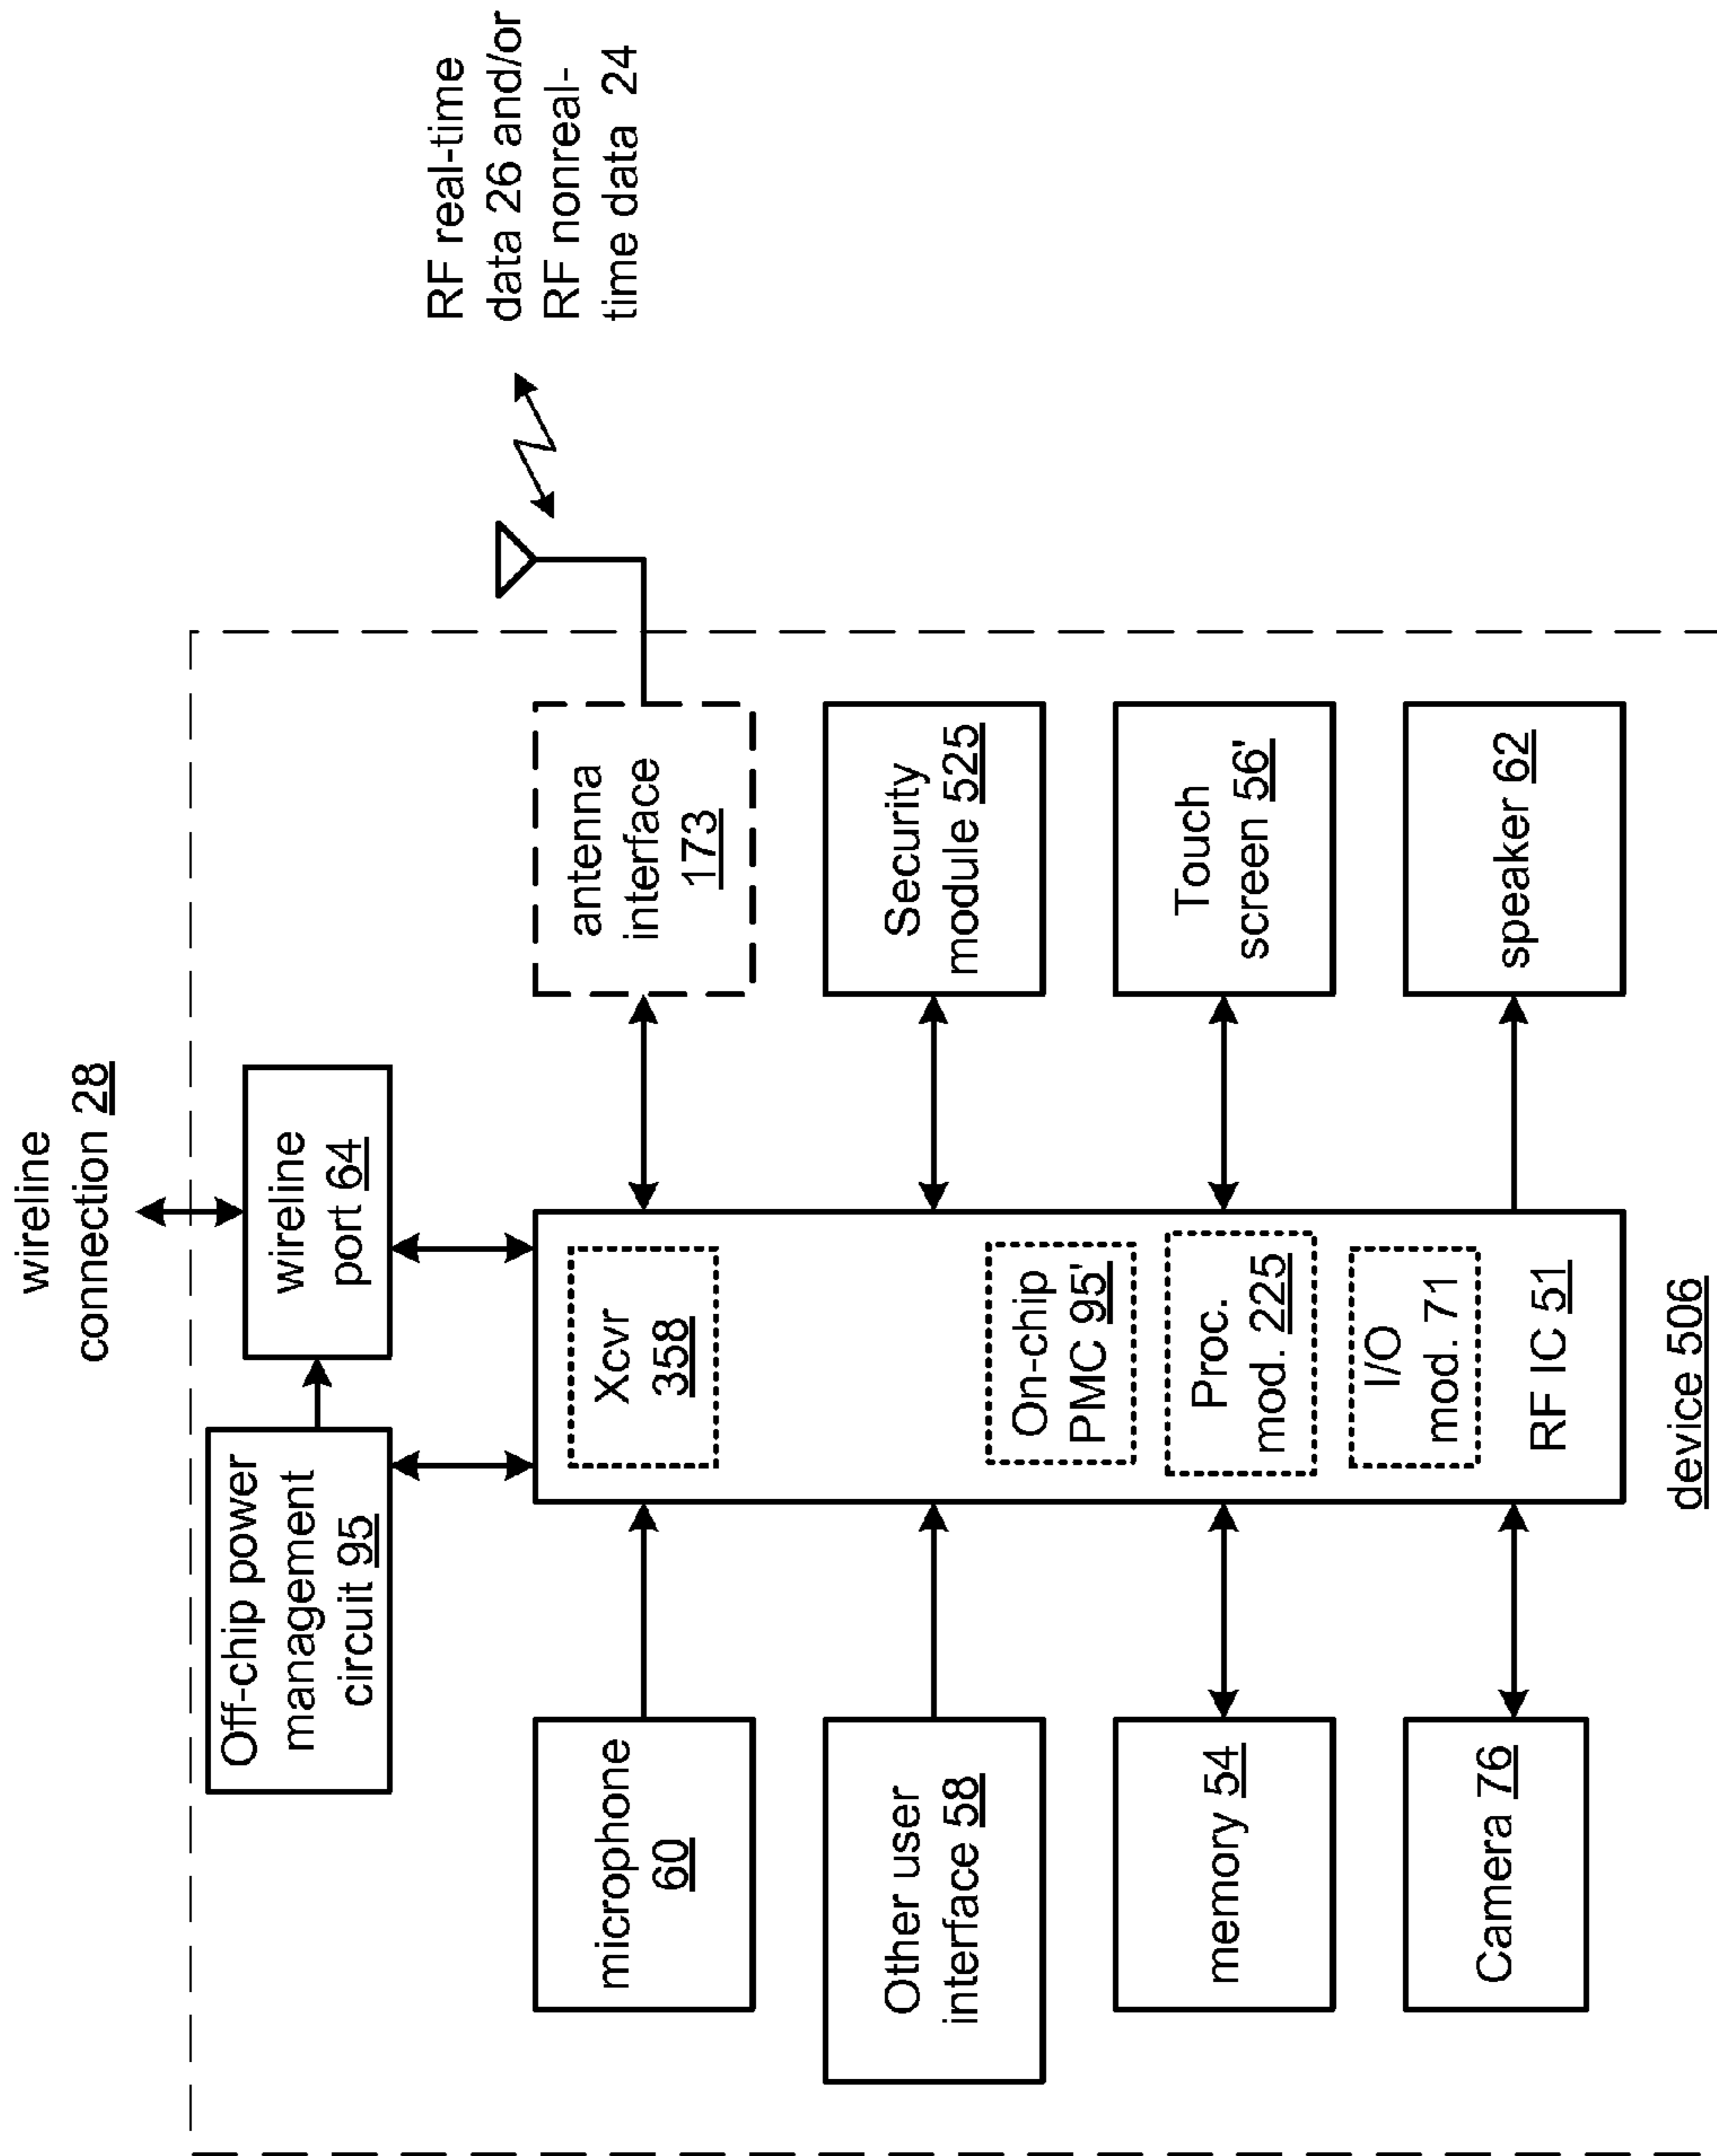 wireline
connection 28
Off-chip power
management
circuit 95
wireline
port 64
RF real-time
data 26 and/or
RF nonreal-
time data 24
microphone
60
Xcvr
358
antenna
interface
173
Other user
interface 58
Security
module 525
On-chip
PMC 95'
memory 54
Proc.
mod. 225
Touch
screen 56'
Camera 76
I/O
mod. 71
RF IC 51
speaker 62
device 506